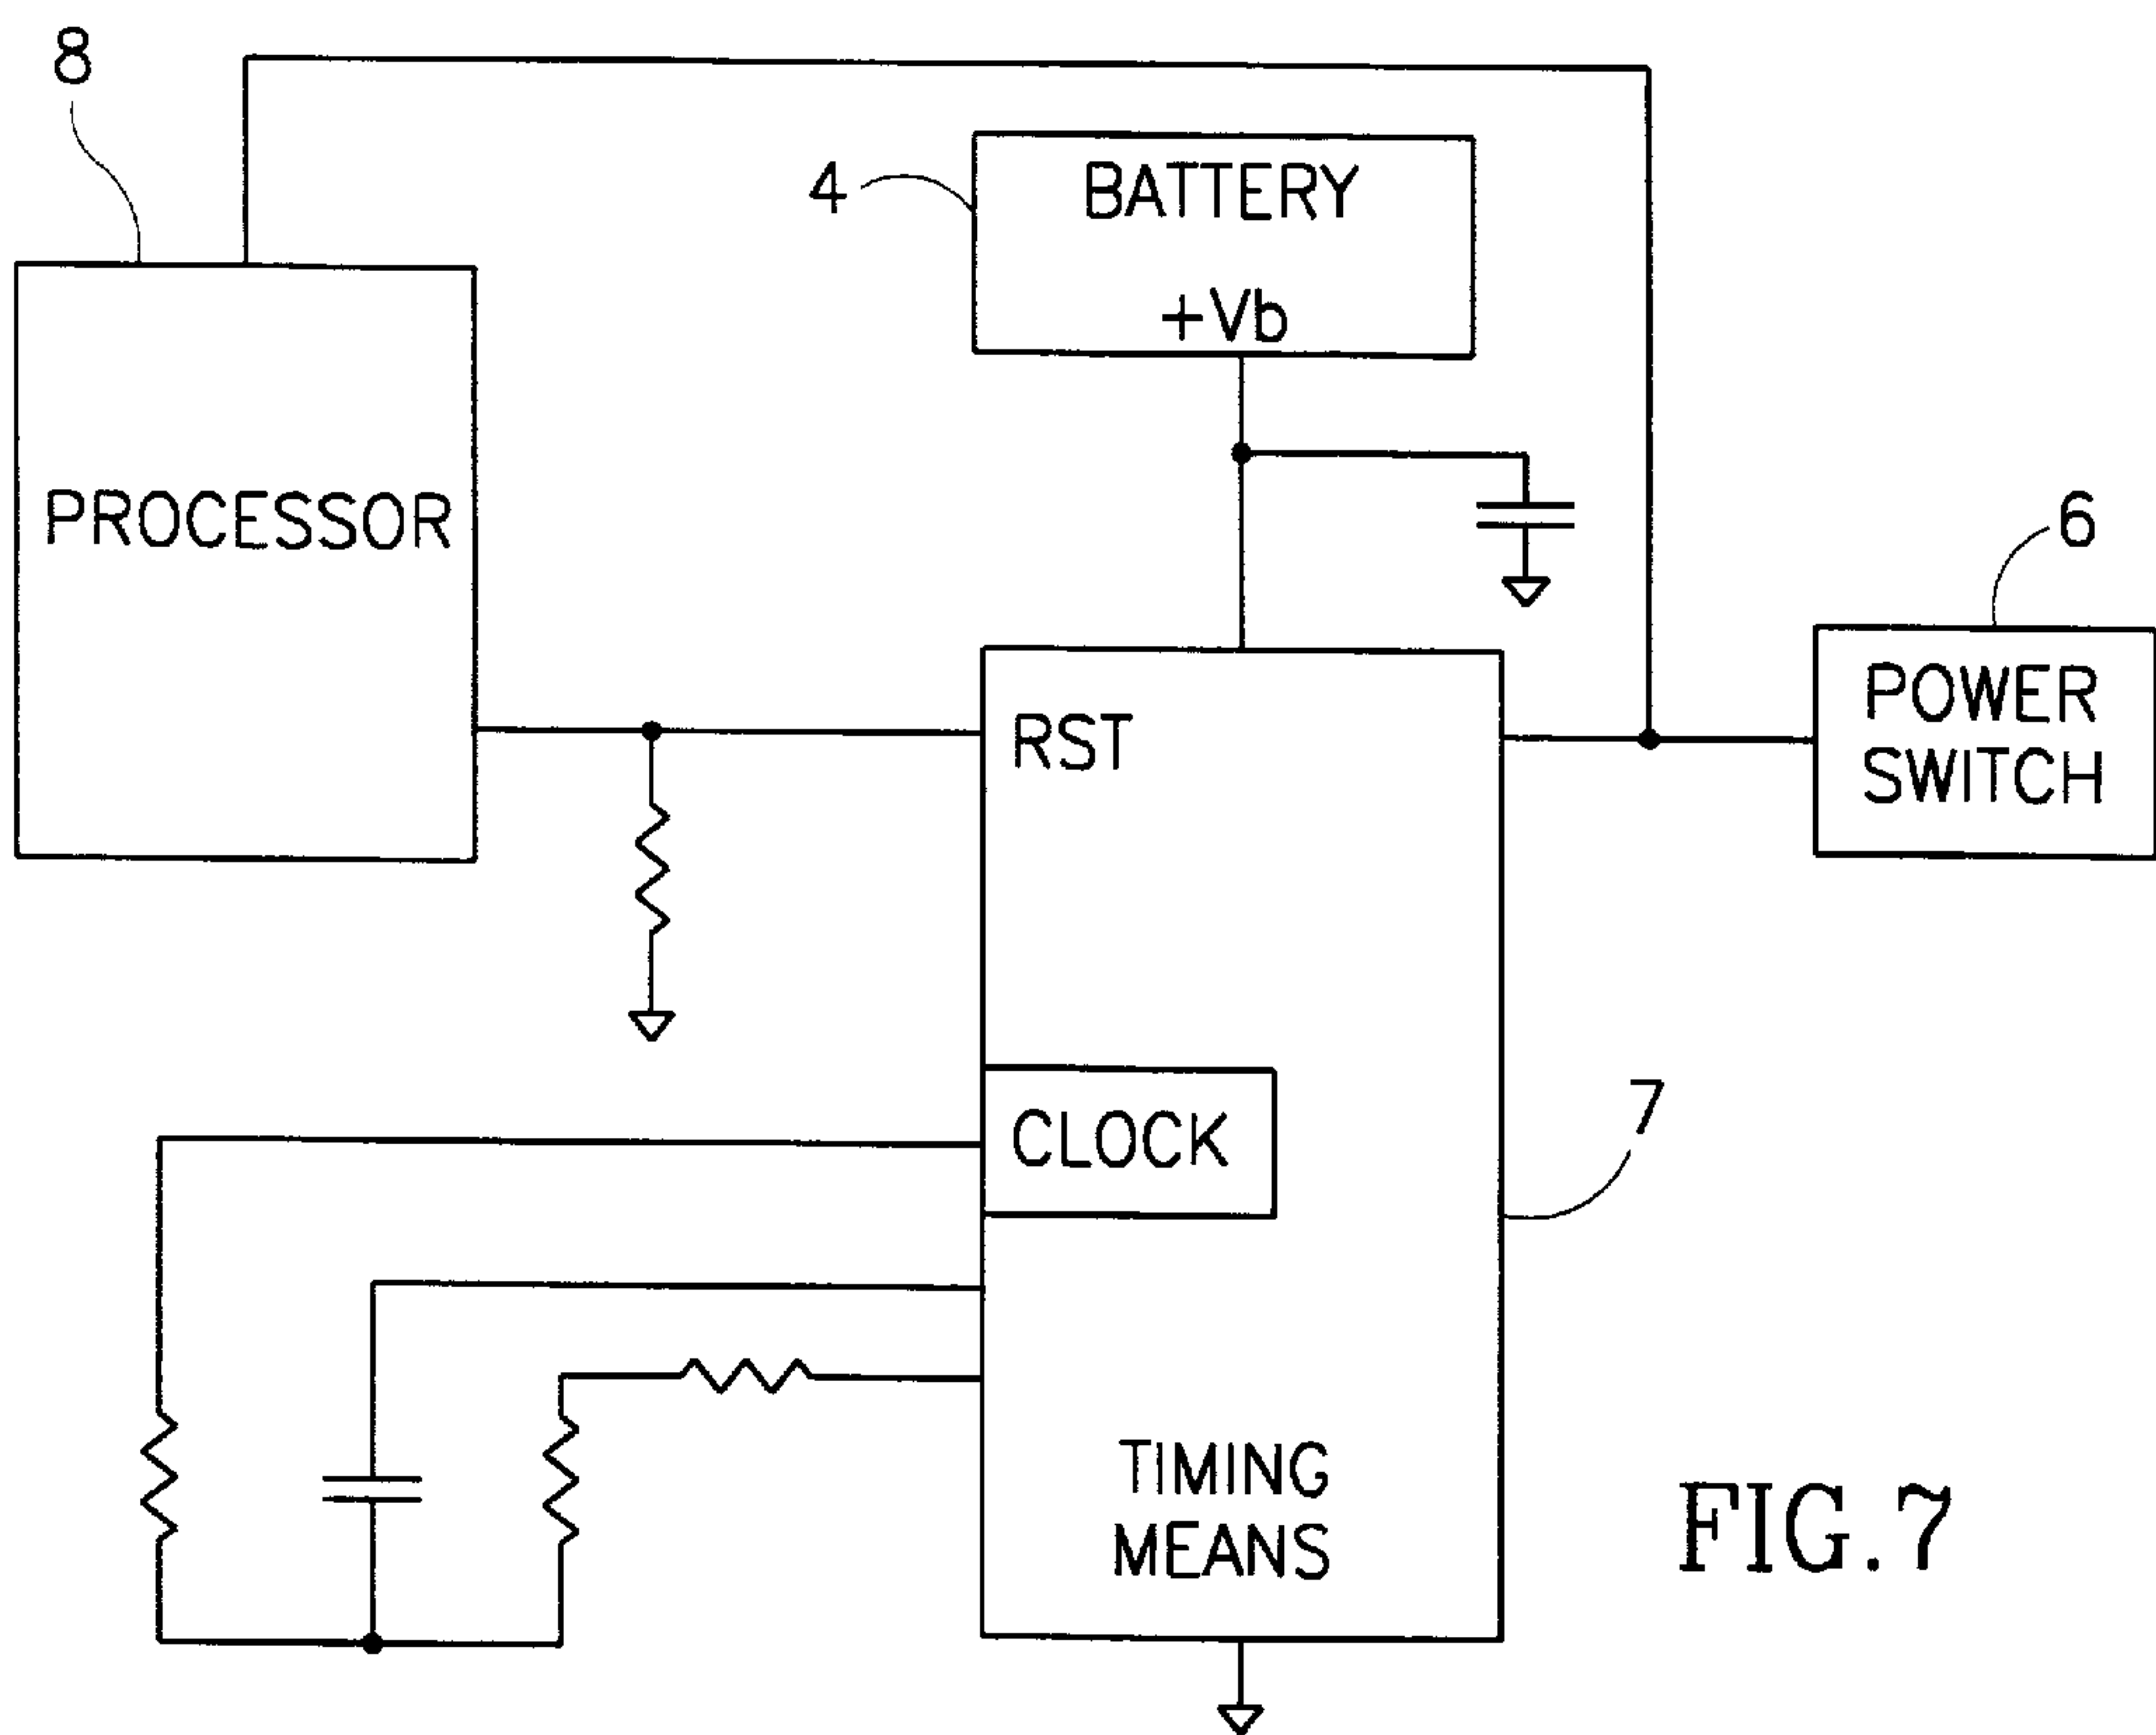 8
4
BATTERY
+Vb
PROCESSOR
6
POWER
SWITCH
RST
CLOCK
7
TIMING
MEANS
FIG.7